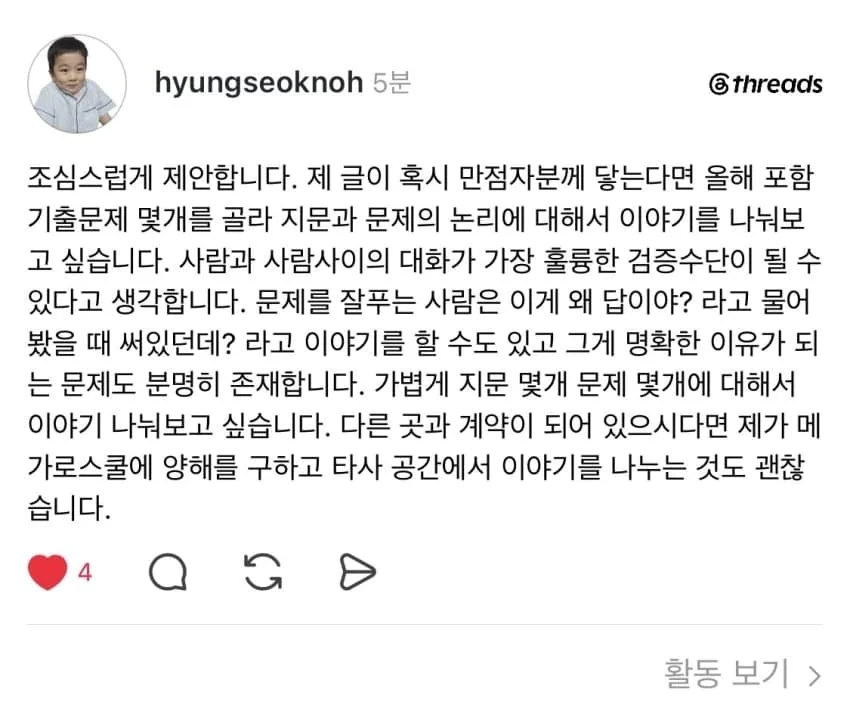 hyungseoknoh 5분
threads
조심스럽게 제안합니다. 제 글이 혹시 만점자분께 닿는다면 올해 포함
기출문제 몇개를 골라 지문과 문제의 논리에 대해서 이야기를 나눠보
고 싶습니다. 사람과 사람사이의 대화가 가장 훌륭한 검증수단이 될 수
있다고 생각합니다. 문제를 잘푸는 사람은 이게 왜 답이야? 라고 물어
봤을 때 써있던데? 라고 이야기를 할 수도 있고 그게 명확한 이유가 되
는 문제도 분명히 존재합니다. 가볍게 지문 몇개 문제 몇개에 대해서
이야기 나눠보고 싶습니다. 다른 곳과 계약이 되어 있으시다면 제가 메
가로스쿨에 양해를 구하고 타사 공간에서 이야기를 나누는 것도 괜찮
습니다.
4
활동 보기